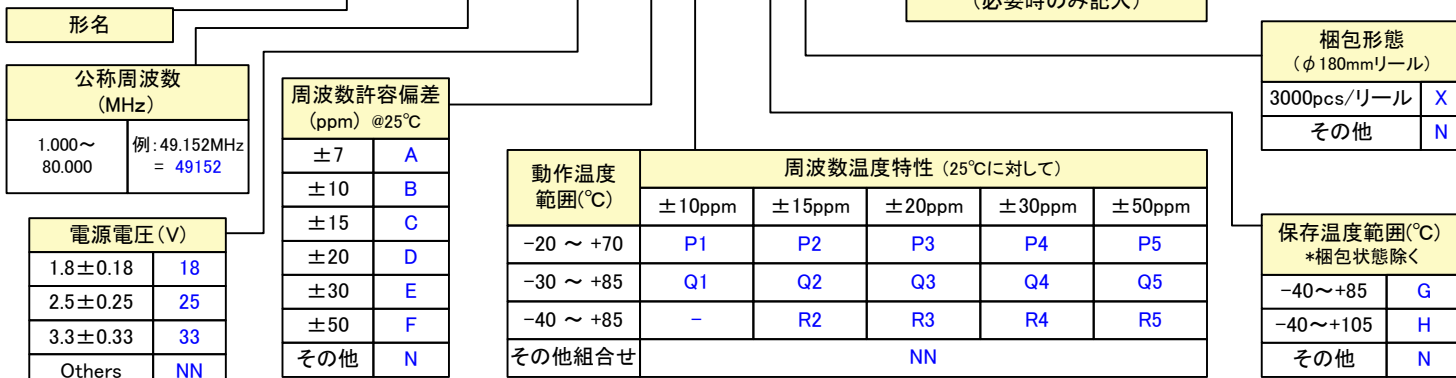 (必要時のみ記入)
形名
公称周波数
(MHz)
1.000～
80.000
例:49.152MHz
= 49152
電源電圧(V)
1.8±0.18 18
2.5±0.25 25
3.3±0.33 33
Others NN
周波数許容偏差
(ppm) @25℃
±7 A
±10 B
±15 C
±20 D
±30 E
±50 F
その他 N
動作温度
範囲(℃)
周波数温度特性 (25℃に対して)
±10ppm ±15ppm ±20ppm ±30ppm ±50ppm
-20 ～ +70 P1 P2 P3 P4 P5
-30 ～ +85 Q1 Q2 Q3 Q4 Q5
-40 ～ +85 - R2 R3 R4 R5
その他組合せ NN
梱包形態
(φ180mmリール)
3000pcs/リール X
その他 N
保存温度範囲(℃)
*梱包状態除く
-40～+85 G
-40～+105 H
その他 N